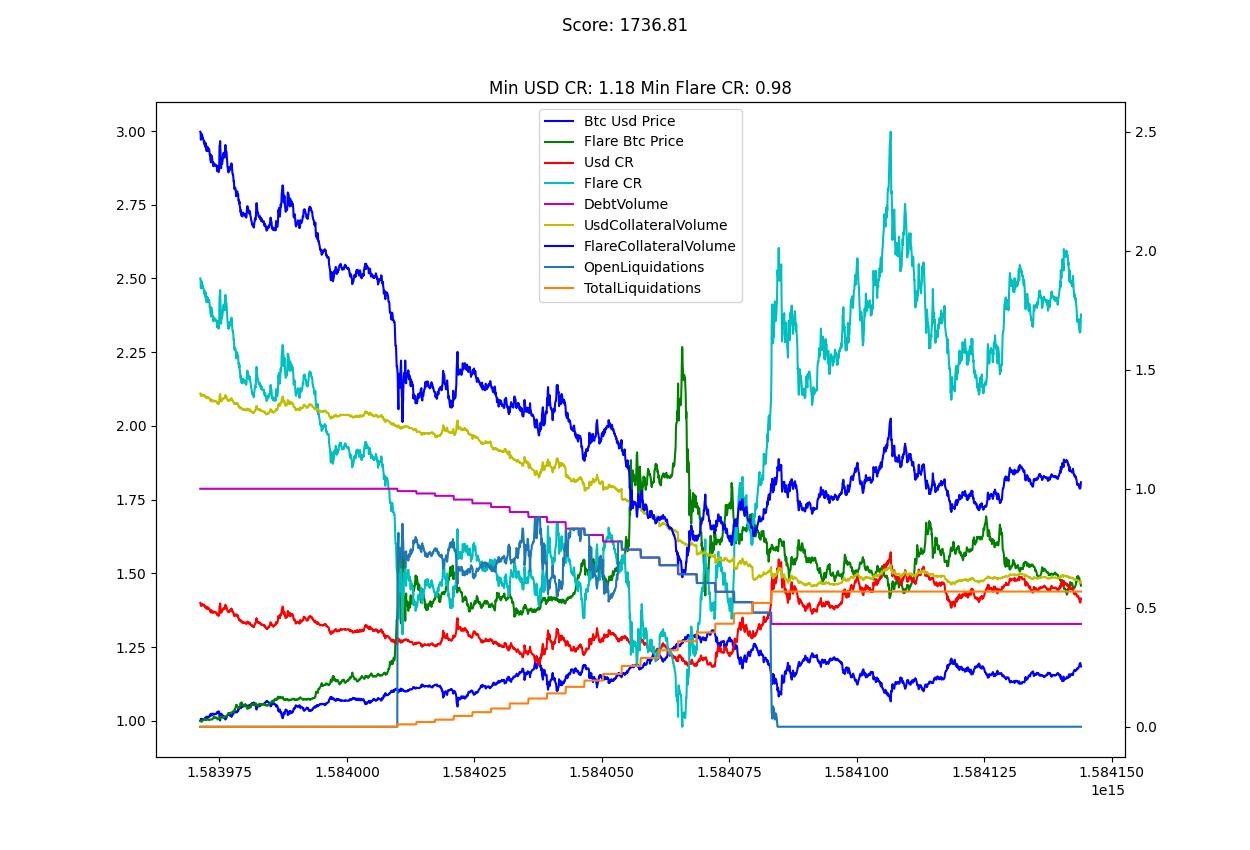 Score: 1736.81
Min USD CR: 1.18 Min Flare CR: 0.98
Btc Usd Price
Flare Btc Price
Usd CR
Flare CR
DebtVolume
UsdCollateralVolume
FlareCollateralVolume
OpenLiquidations
TotalLiquidations
3.00
2.75
2.50
2.25
2.00
1.75
1.50
1.25
1.00
2.5
2.0
1.5
1.0
0.5
0.0
1.583975 1.584000 1.584025 1.584050 1.584075 1.584100 1.584125 1.584150
1e15